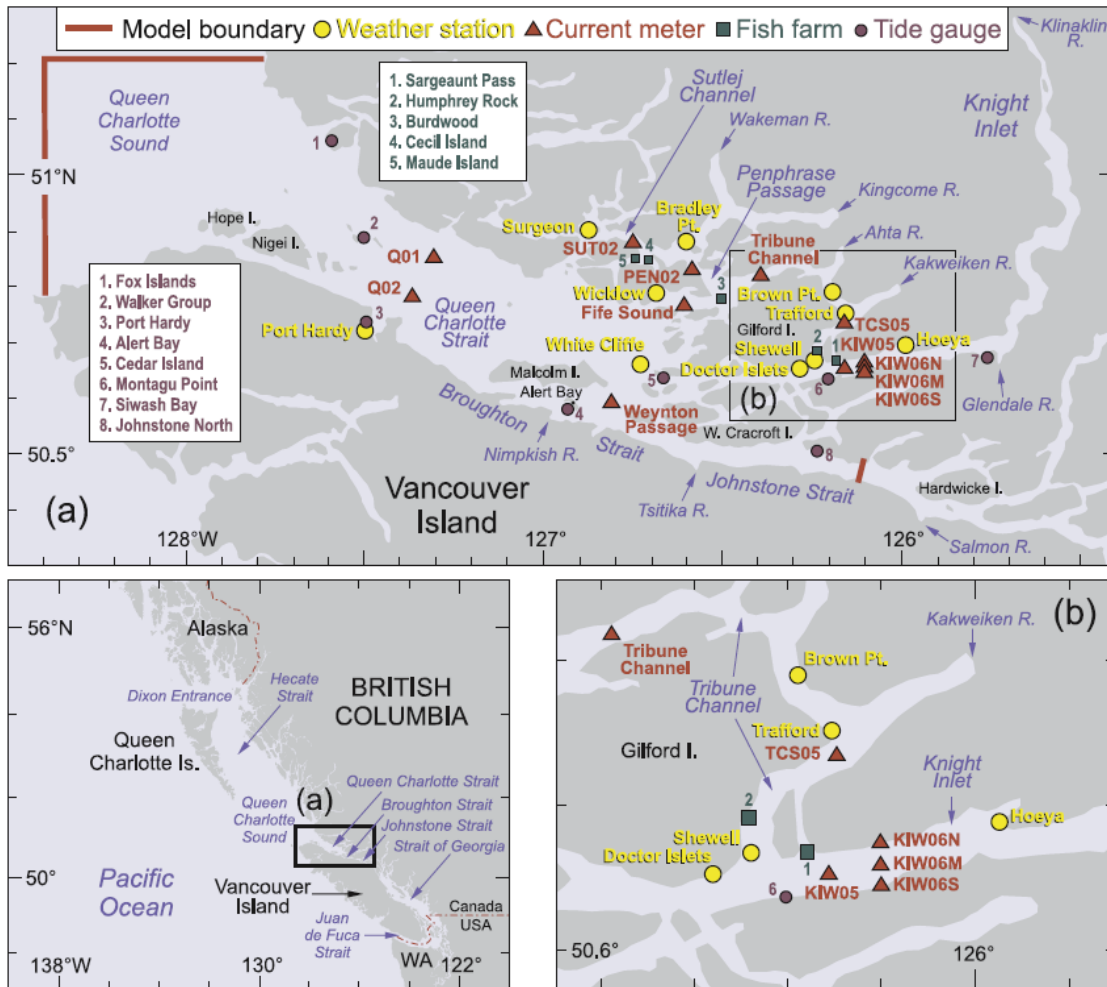 Model boundary Weather station Current meter Fish farm Tide gauge
Klinaklini
R.
Queen
Charlotte
Sound
1. Sargeaunt Pass
2. Humphrey Rock
3. Burdwood
4. Cecil Island
5. Maude Island
Sutlej
Channel
Wakeman R.
Knight
Inlet
1
51°N
Penphrase
Passage
Kingcome R.
Hope I.
Nigei I.
2
Q01
Surgeon
SUT02
4
5
Bradley
Pt.
Ahta R.
Tribune
Channel
Kakweiken R.
1. Fox Islands
2. Walker Group
3. Port Hardy
4. Alert Bay
5. Cedar Island
6. Montagu Point
7. Siwash Bay
8. Johnstone North
Q02
3
Port Hardy
Queen
Charlotte
Strait
PEN02
Wicklow
Fife Sound
3
Brown Pt.
Trafford
TCS05
Gilford I.
KIW05
2
1
Hoeya
White Cliffe
Shewell
Doctor Islets
KIW06N
KIW06M
KIW06S
7
Malcolm I.
Alert Bay
5
6
(b)
Glendale R.
4
Weynton
Passage
Broughton
Strait
Nimpkish R.
W. Cracroft I.
8
50.5°
(a)
Vancouver
Island
Johnstone Strait
Tsitika R.
Hardwicke I.
Salmon R.
128°W
127°
126°
56°N
Alaska
Dixon Entrance
Hecate
Strait
BRITISH
COLUMBIA
Queen
Charlotte Is.
Queen
Charlotte
Sound
(a)
Queen Charlotte Strait
Broughton Strait
Johnstone Strait
Strait of Georgia
50°
Pacific
Ocean
Vancouver
Island
Canada
USA
Juan
de Fuca
Strait
WA
138°W
130°
122°
(b)
Kakweiken R.
Tribune
Channel
Brown Pt.
Tribune
Channel
Trafford
TCS05
Gilford I.
Knight
Inlet
2
Hoeya
Shewell
Doctor Islets
1
KIW06N
KIW06M
KIW06S
6
KIW05
50.6°
126°